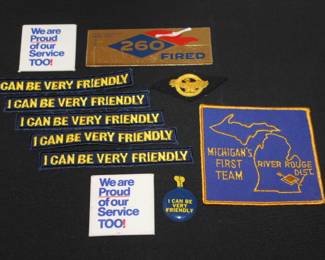 We are
Proud
of our
Service
TOO!
260
FIRED
I CAN BE VERY FRIENDLY
I CAN BE VERY FRIENDLY
I CAN BE VERY FRIENDLY
I CAN BE VERY FRIENDLY
I CAN BE VERY FRIENDLY
MICHIGAN'S
FIRST
TEAM
RIVER ROUGE
DIST.
We are
Proud
of our
Service
TOO!
I CAN BE
VERY
FRIENDLY